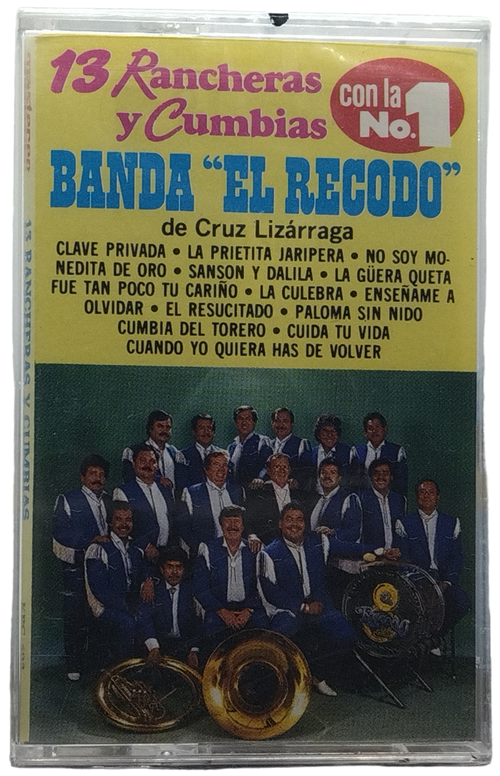 13 Rancheras
y Cumbias
con la
No. 1
BANDA “EL RECODO”
de Cruz Lizárraga
CLAVE PRIVADA • LA PRIETITA JARIPERA • NO SOY MO-
NEDITA DE ORO • SANSON Y DALILA • LA GÜERA QUETA
FUE TAN POCO TU CARIÑO • LA CULEBRA • ENSEÑAME A
OLVIDAR • EL RESUCITADO • PALOMA SIN NIDO
CUMBIA DEL TORERO • CUIDA TU VIDA
CUANDO YO QUIERA HAS DE VOLVER
13 RANCHERAS Y CUMBIAS